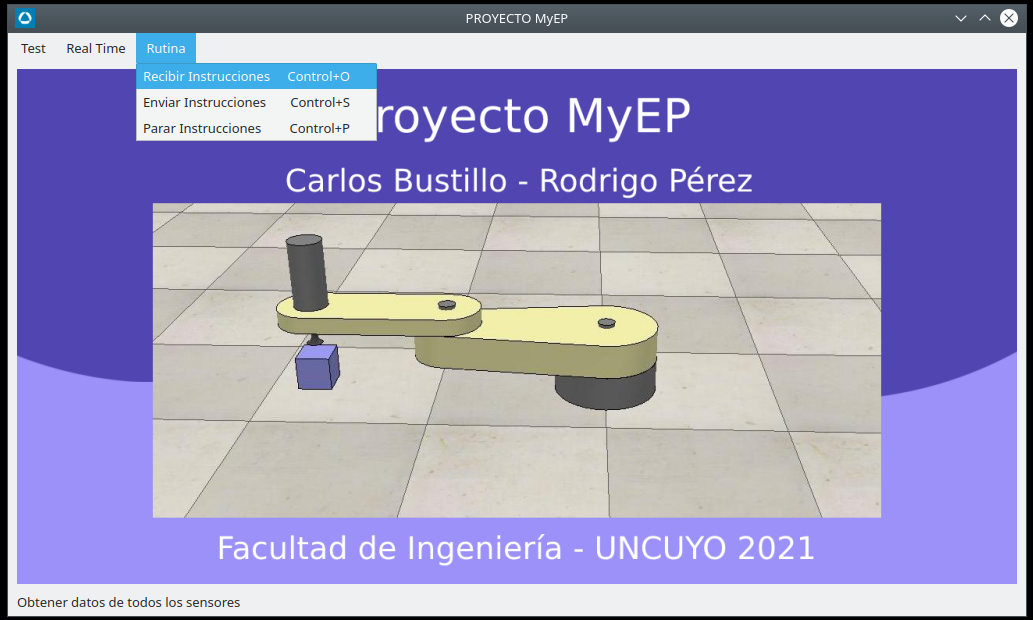 PROYECTO MyEP
Test Real Time Rutina
Recibir Instrucciones Control+O
Enviar Instrucciones Control+S
Parar Instrucciones Control+P
royecto MyEP
Carlos Bustillo - Rodrigo Pérez
Facultad de Ingeniería - UNCUYO 2021
Obtener datos de todos los sensores